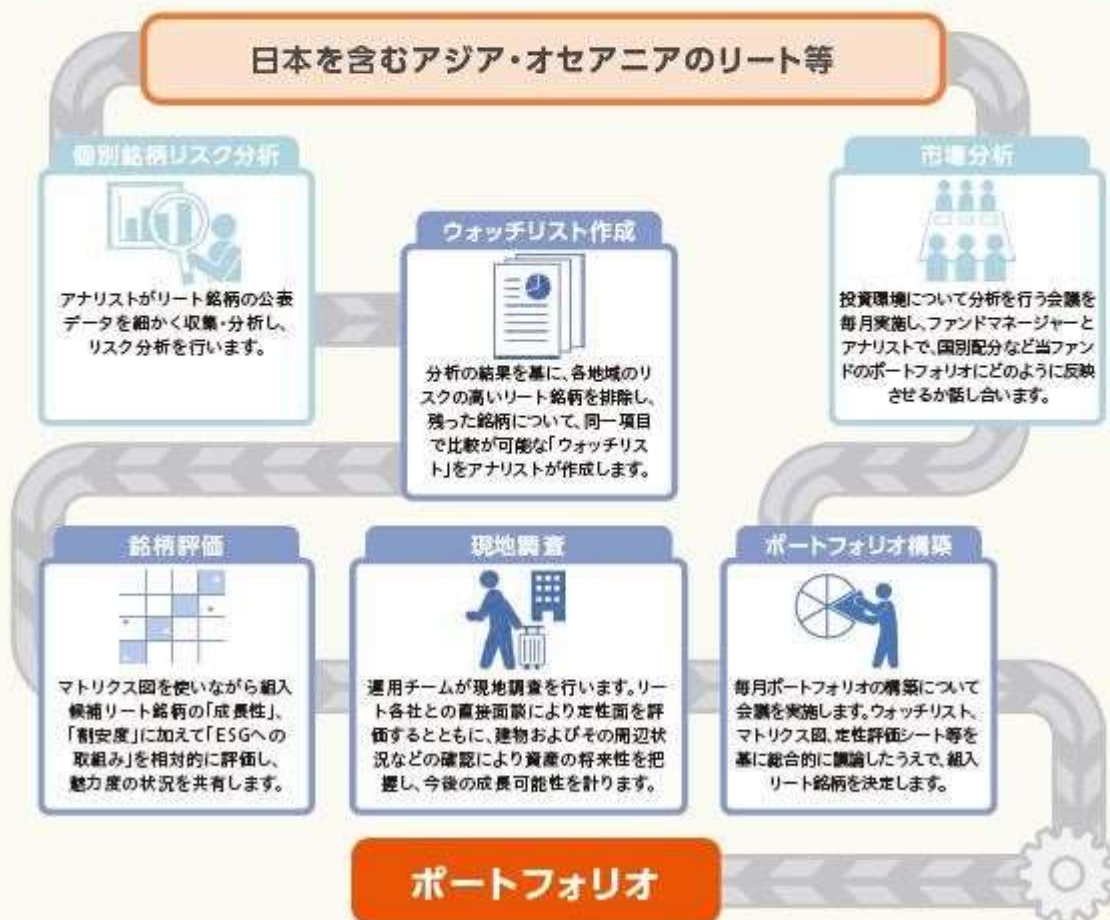 日本を含むアジア・オセアニアのリート等
個別銘柄リスク分析
アナリストがリート銘柄の公表
データを細かく収集・分析し、
リスク分析を行います。
ウォッチリスト作成
分析の結果を基に、各地域のリ
スクの高いリート銘柄を排除し、
残った銘柄について、同一項目
で比較が可能な「ウォッチリス
ト」をアナリストが作成します。
市場分析
投資環境について分析を行う会議を
毎月実施し、ファンドマネージャーと
アナリストで、国別配分など当ファン
ドのポートフォリオにどのように反映
させるか話し合います。
銘柄評価
マトリクス図を使いながら組入
候補リート銘柄の「成長性」、
「割安度」に加えて「ESGへの
取組み」を相対的に評価し、
魅力度の状況を共有します。
現地調査
運用チームが現地調査を行います。リー
ト各社との直接面談により定性面を評
価するとともに、建物およびその周辺状
況などの確認により資産の将来性を把
握し、今後の成長可能性を計ります。
ポートフォリオ構築
毎月ポートフォリオの構築について
会議を実施します。ウォッチリスト、
マトリクス図、定性評価シート等を
基に総合的に議論したうえで、組入
リート銘柄を決定します。
ポートフォリオ